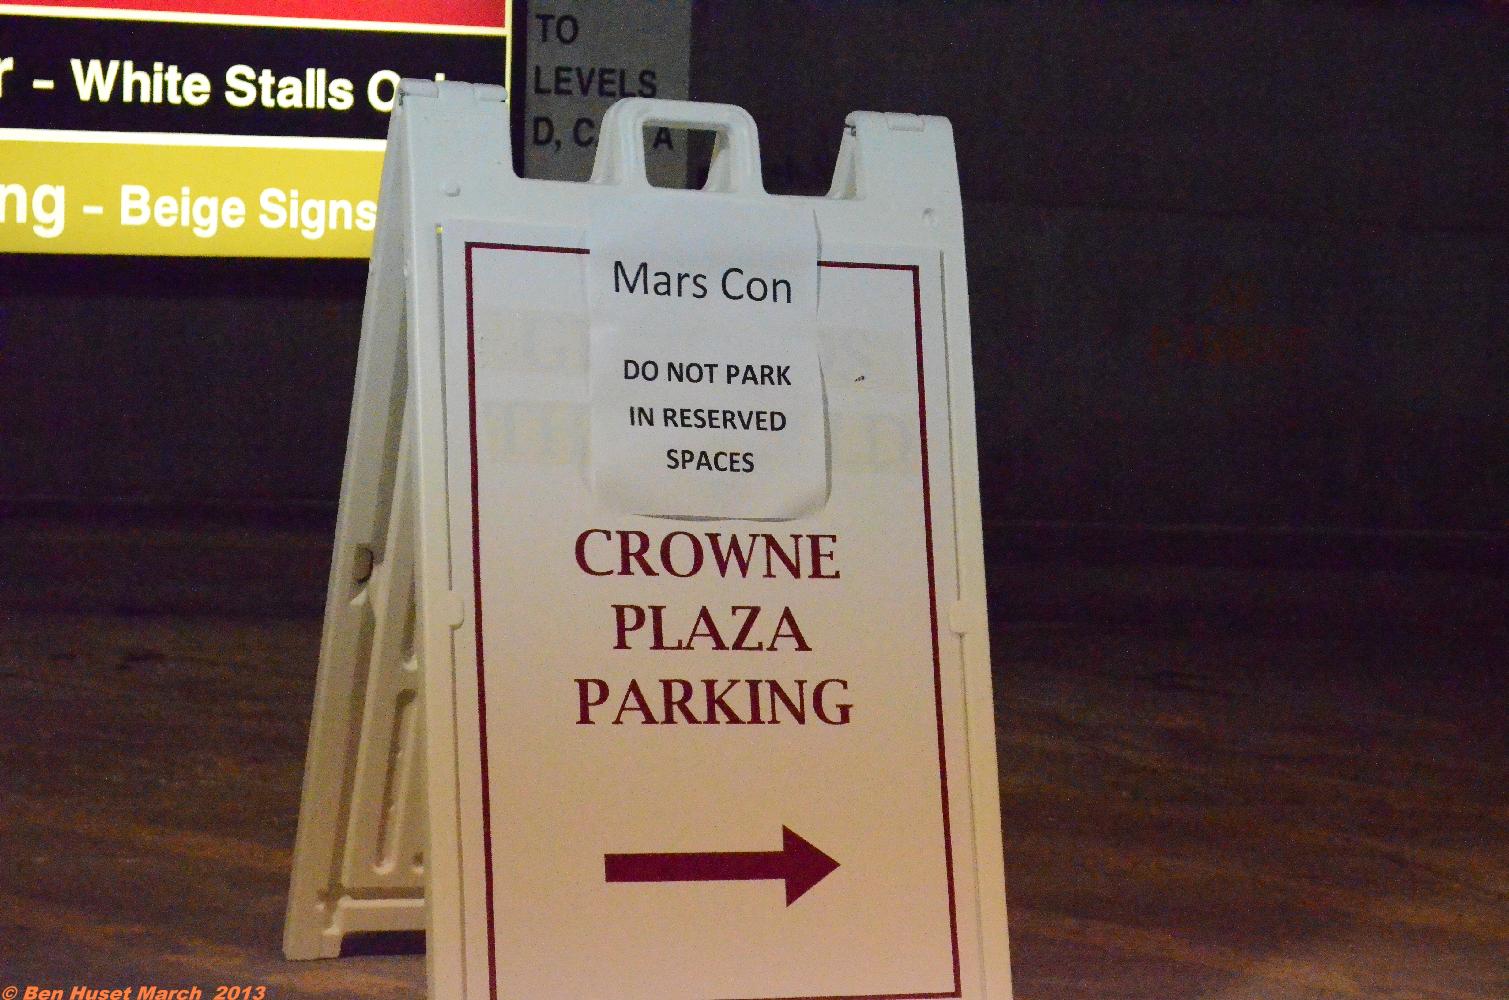 - White Stalls
ng - Beige Signs
TO
LEVELS
D, C A
Mars Con
DO NOT PARK
IN RESERVED
SPACES
CROWNE
PLAZA
PARKING
© Ben Huset March 2013